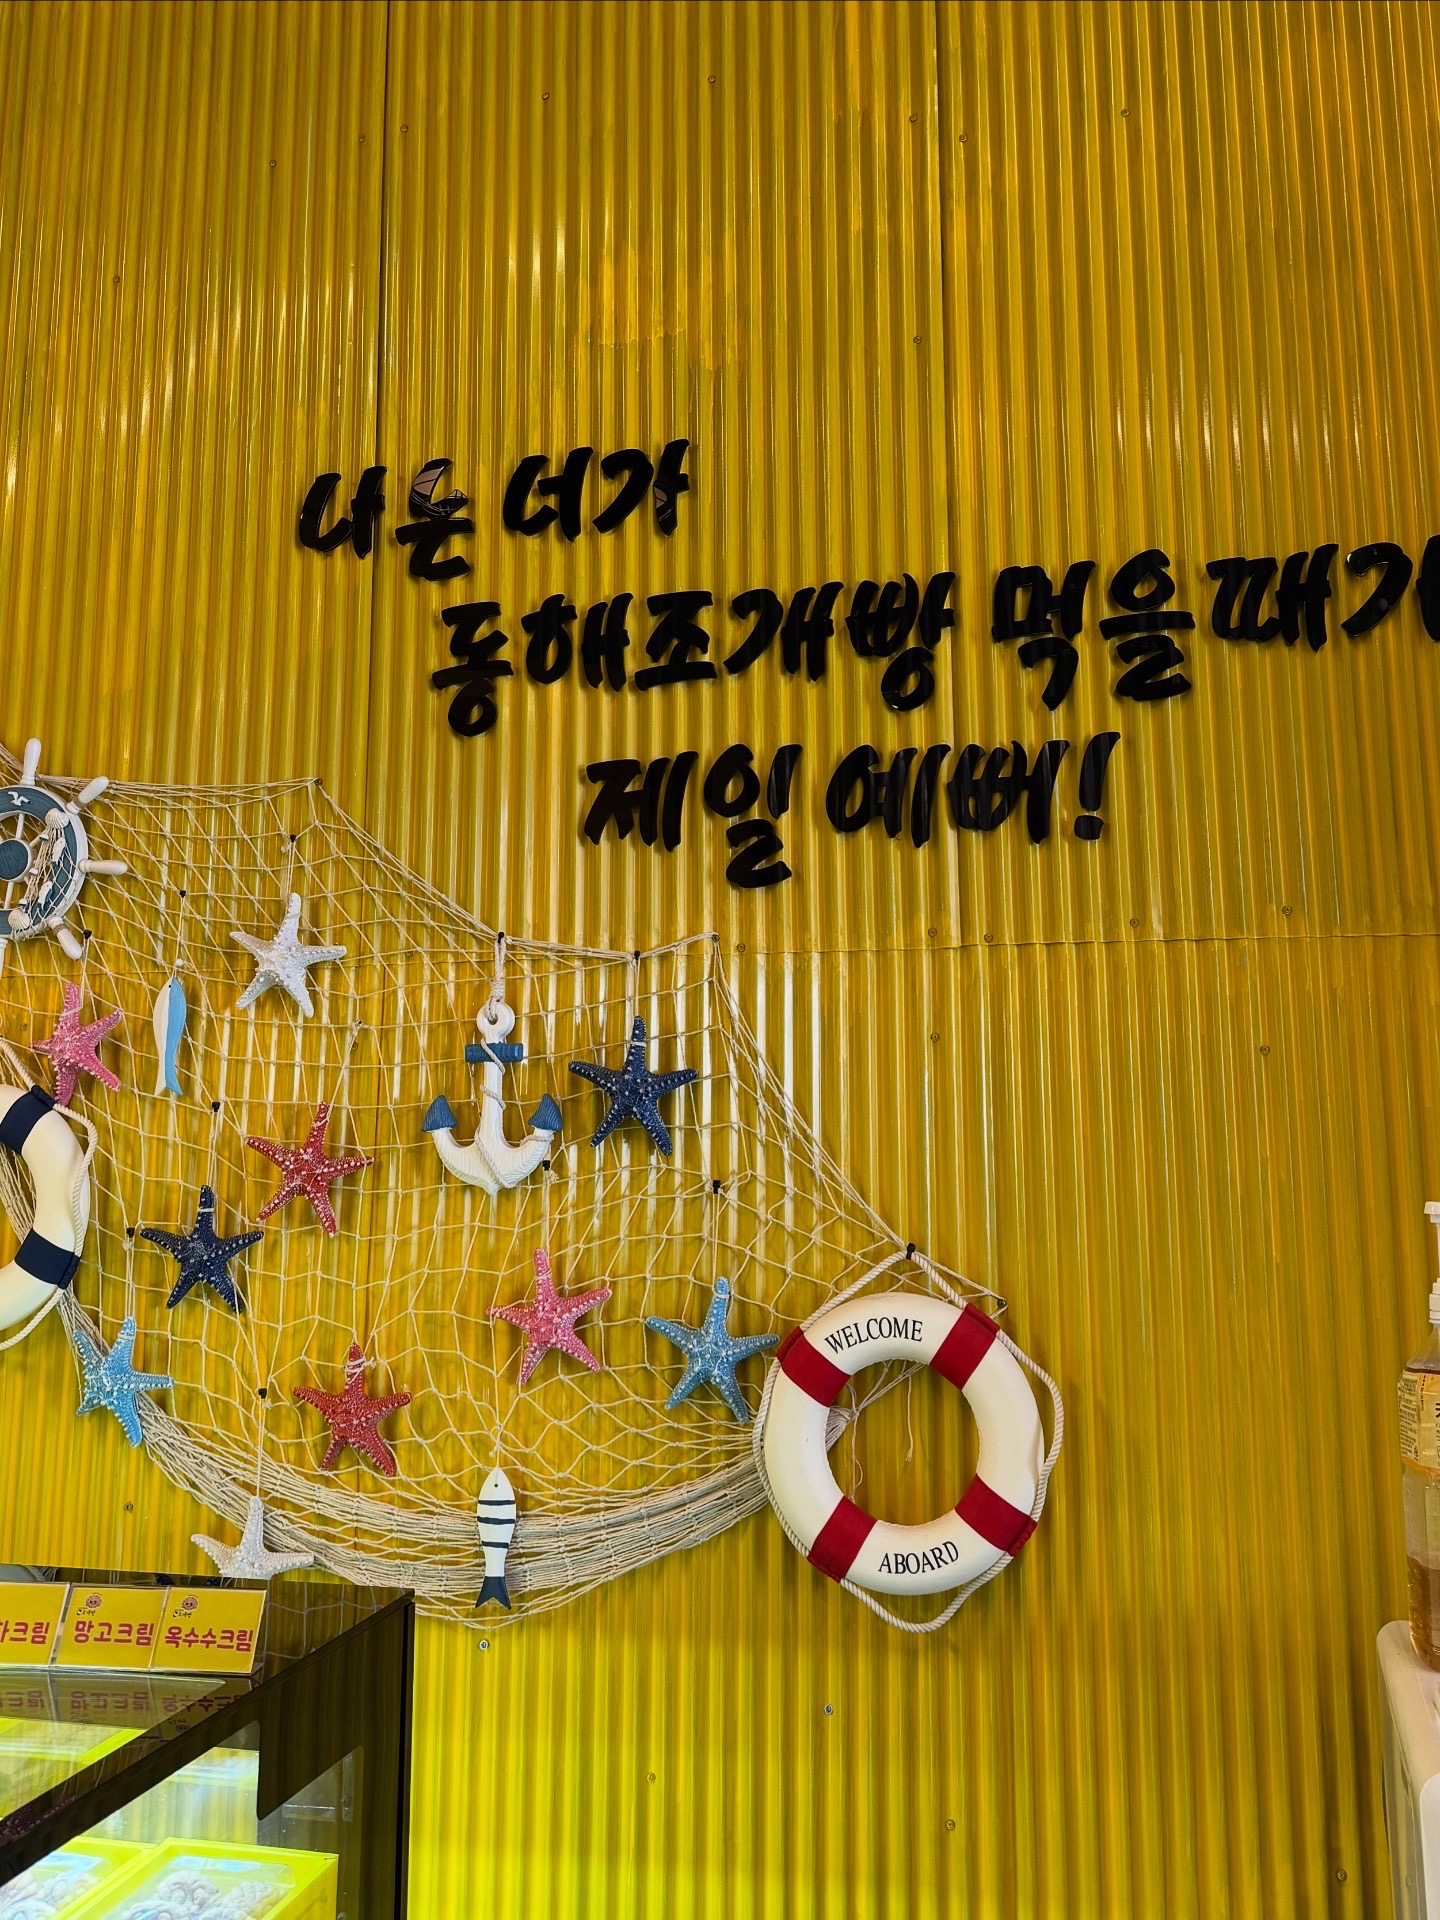 나는 너가
동해조개빵 먹을때가
제일 예뻐!
WELCOME
ABOARD
망고크림
옥수수크림